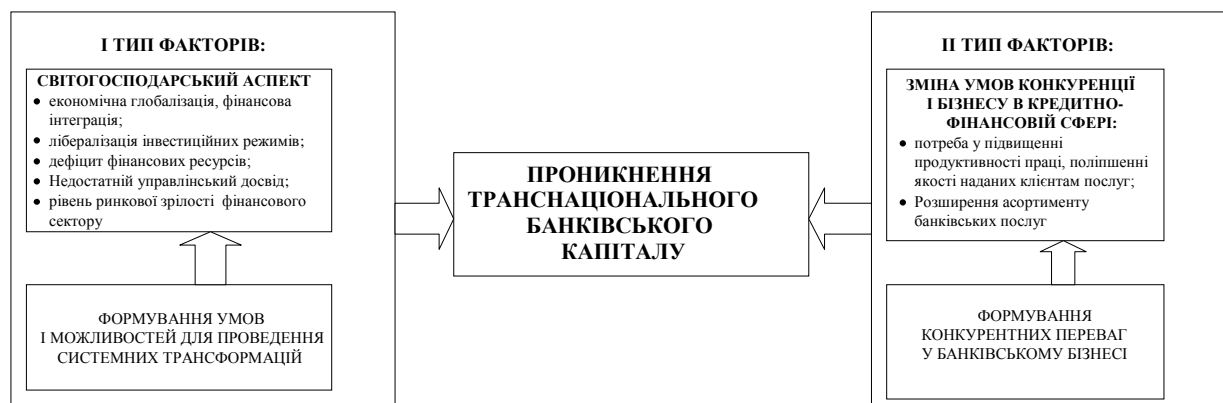 І ТИП ФАКТОРІВ:
СВІТОГОСПОДАРСЬКИЙ АСПЕКТ
• економічна глобалізація, фінансова
інтеграція;
• лібералізація інвестиційних режимів;
• дефіцит фінансових ресурсів;
• Недостатній управлінський досвід;
• рівень ринкової зрілості фінансового
сектору
ФОРМУВАННЯ УМОВ
І МОЖЛИВОСТЕЙ ДЛЯ ПРОВЕДЕННЯ
СИСТЕМНИХ ТРАНСФОРМАЦІЙ
ПРОНИКНЕННЯ
ТРАНСНАЦІОНАЛЬНОГО
БАНКІВСЬКОГО
КАПІТАЛУ
ІІ ТИП ФАКТОРІВ:
ЗМІНА УМОВ КОНКУРЕНЦІЇ
І БІЗНЕСУ В КРЕДИТНО-
ФІНАНСОВІЙ СФЕРІ:
• потреба у підвищенні
продуктивності праці, поліпшенні
якості наданих клієнтам послуг;
• Розширення асортименту
банківських послуг
ФОРМУВАННЯ
КОНКУРЕНТНИХ ПЕРЕВАГ
У БАНКІВСЬКОМУ БІЗНЕСІ